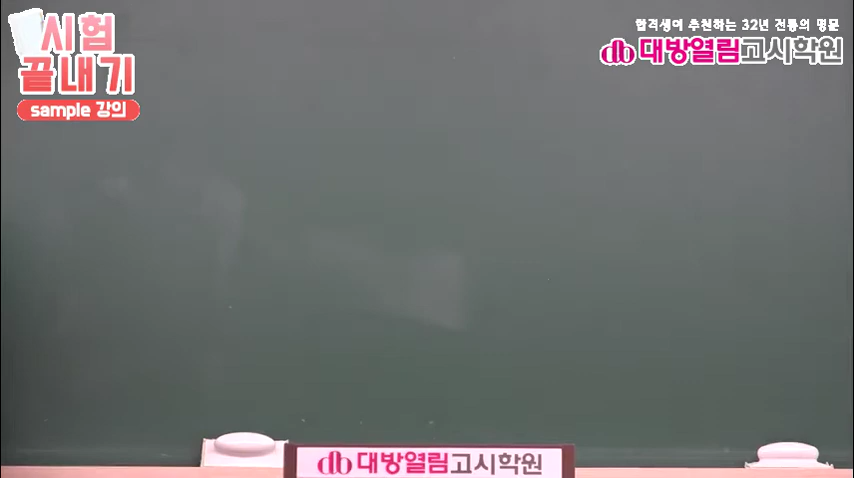 시험
끝내기
sample 강의
합격생이 추천하는 32년 전통의 명문
db 대방열림고시학원
db 대방열림고시학원